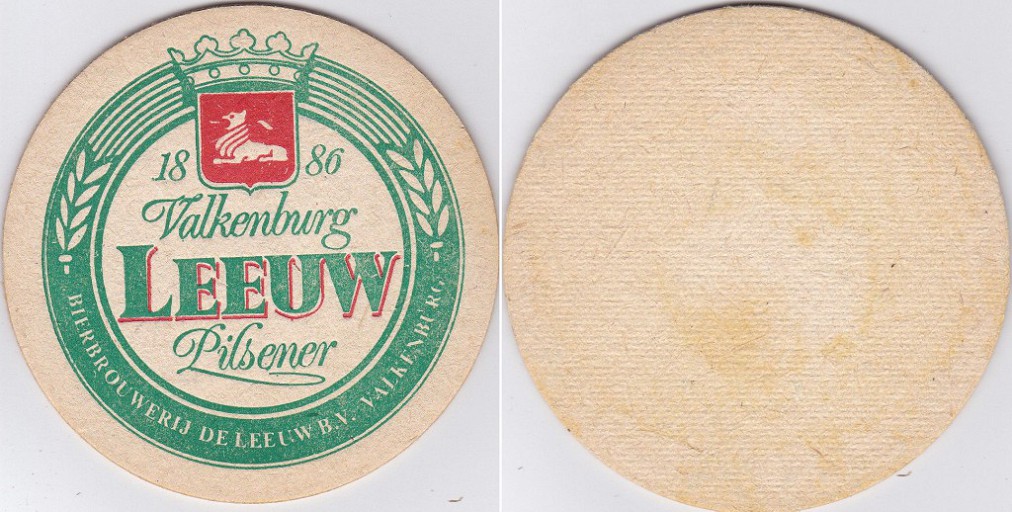 18 86
Valkenburg
LEEUW
Pilsener
BIERBROUWERIJ DE LEEUW B.V. VALKENBURG